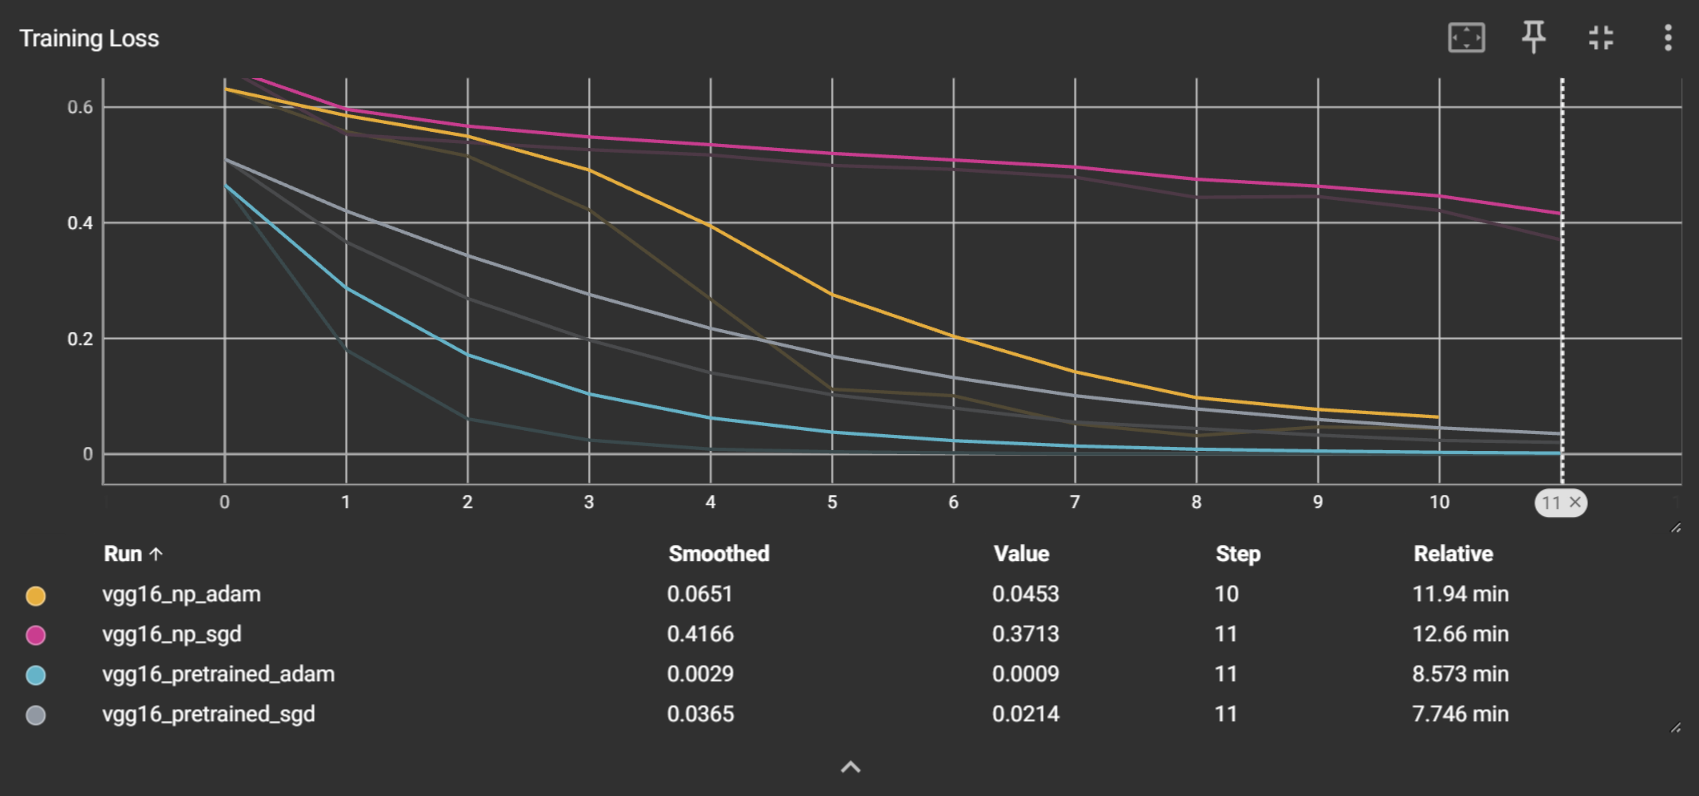 Training Loss
0.6
0.4
0.2
0
0 1 2 3 4 5 6 7 8 9 10 11 ×
Run ↑ Smoothed Value Step Relative
vgg16_np_adam 0.0651 0.0453 10 11.94 min
vgg16_np_sgd 0.4166 0.3713 11 12.66 min
vgg16_pretrained_adam 0.0029 0.0009 11 8.573 min
vgg16_pretrained_sgd 0.0365 0.0214 11 7.746 min